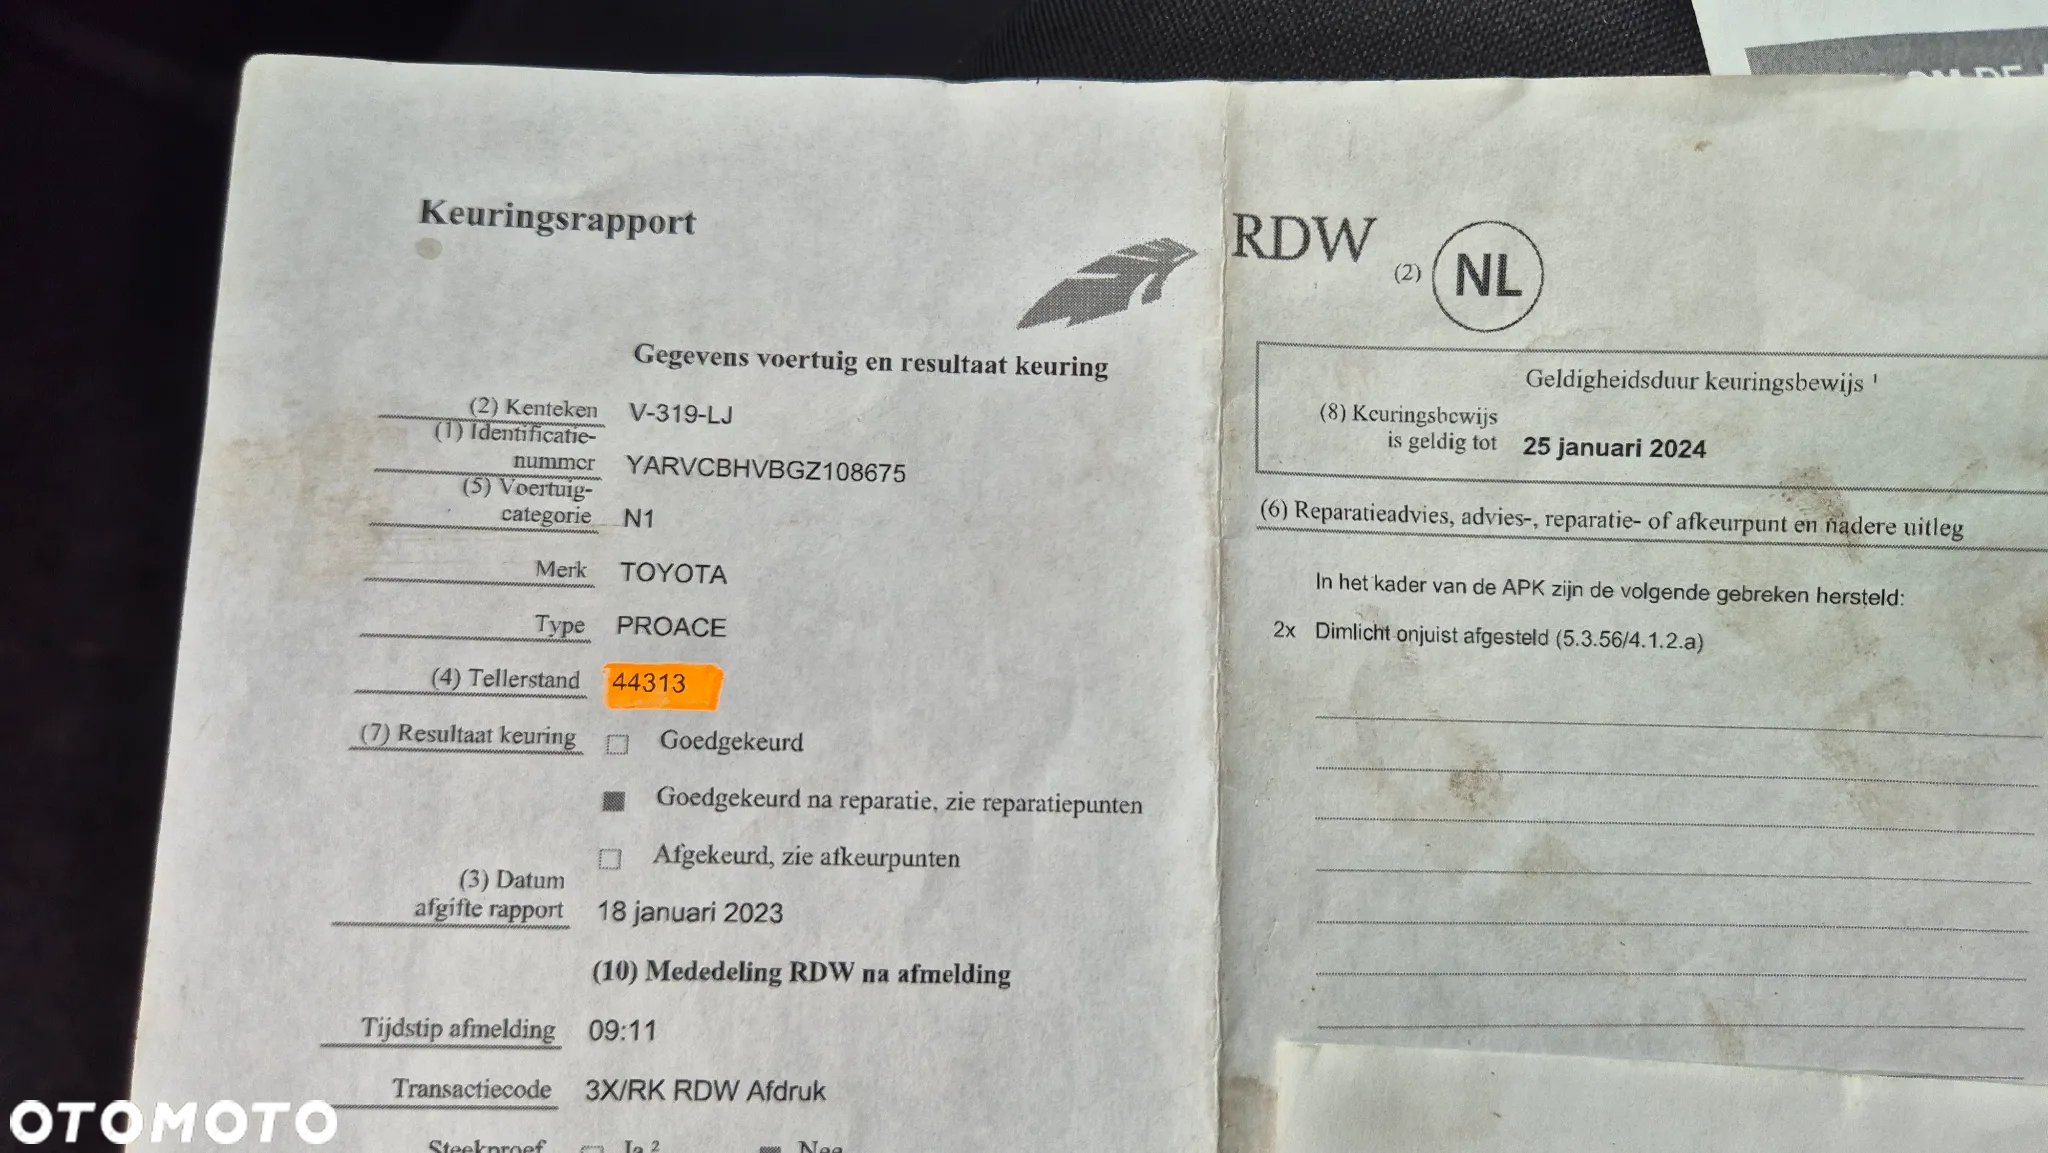 Keuringsrapport
RDW
(2)
NL
Gegevens voertuig en resultaat keuring
(2) Kenteken V-319-LJ
(1) Identificatie-
nummer YARVCBHVBGZ108675
(5) Voertuig-
categorie N1
Merk TOYOTA
Type PROACE
(4) Tellerstand 44313
(7) Resultaat keuring Goedgekeurd
Goedgekeurd na reparatie, zie reparatiepunten
Afgekeurd, zie afkeurpunten
(3) Datum
afgifte rapport 18 januari 2023
(10) Mededeling RDW na afmelding
Tijdstip afmelding 09:11
Transactiecode 3X/RK RDW Afdruk
Steekproef Ja ² Nee
Geldigheidsduur keuringsbewijs ¹
(8) Keuringsbewijs
is geldig tot 25 januari 2024
(6) Reparatieadvies, advies-, reparatie- of afkeurpunt en nadere uitleg
In het kader van de APK zijn de volgende gebreken hersteld:
2x Dimlicht onjuist afgesteld (5.3.56/4.1.2.a)
OTOMOTO